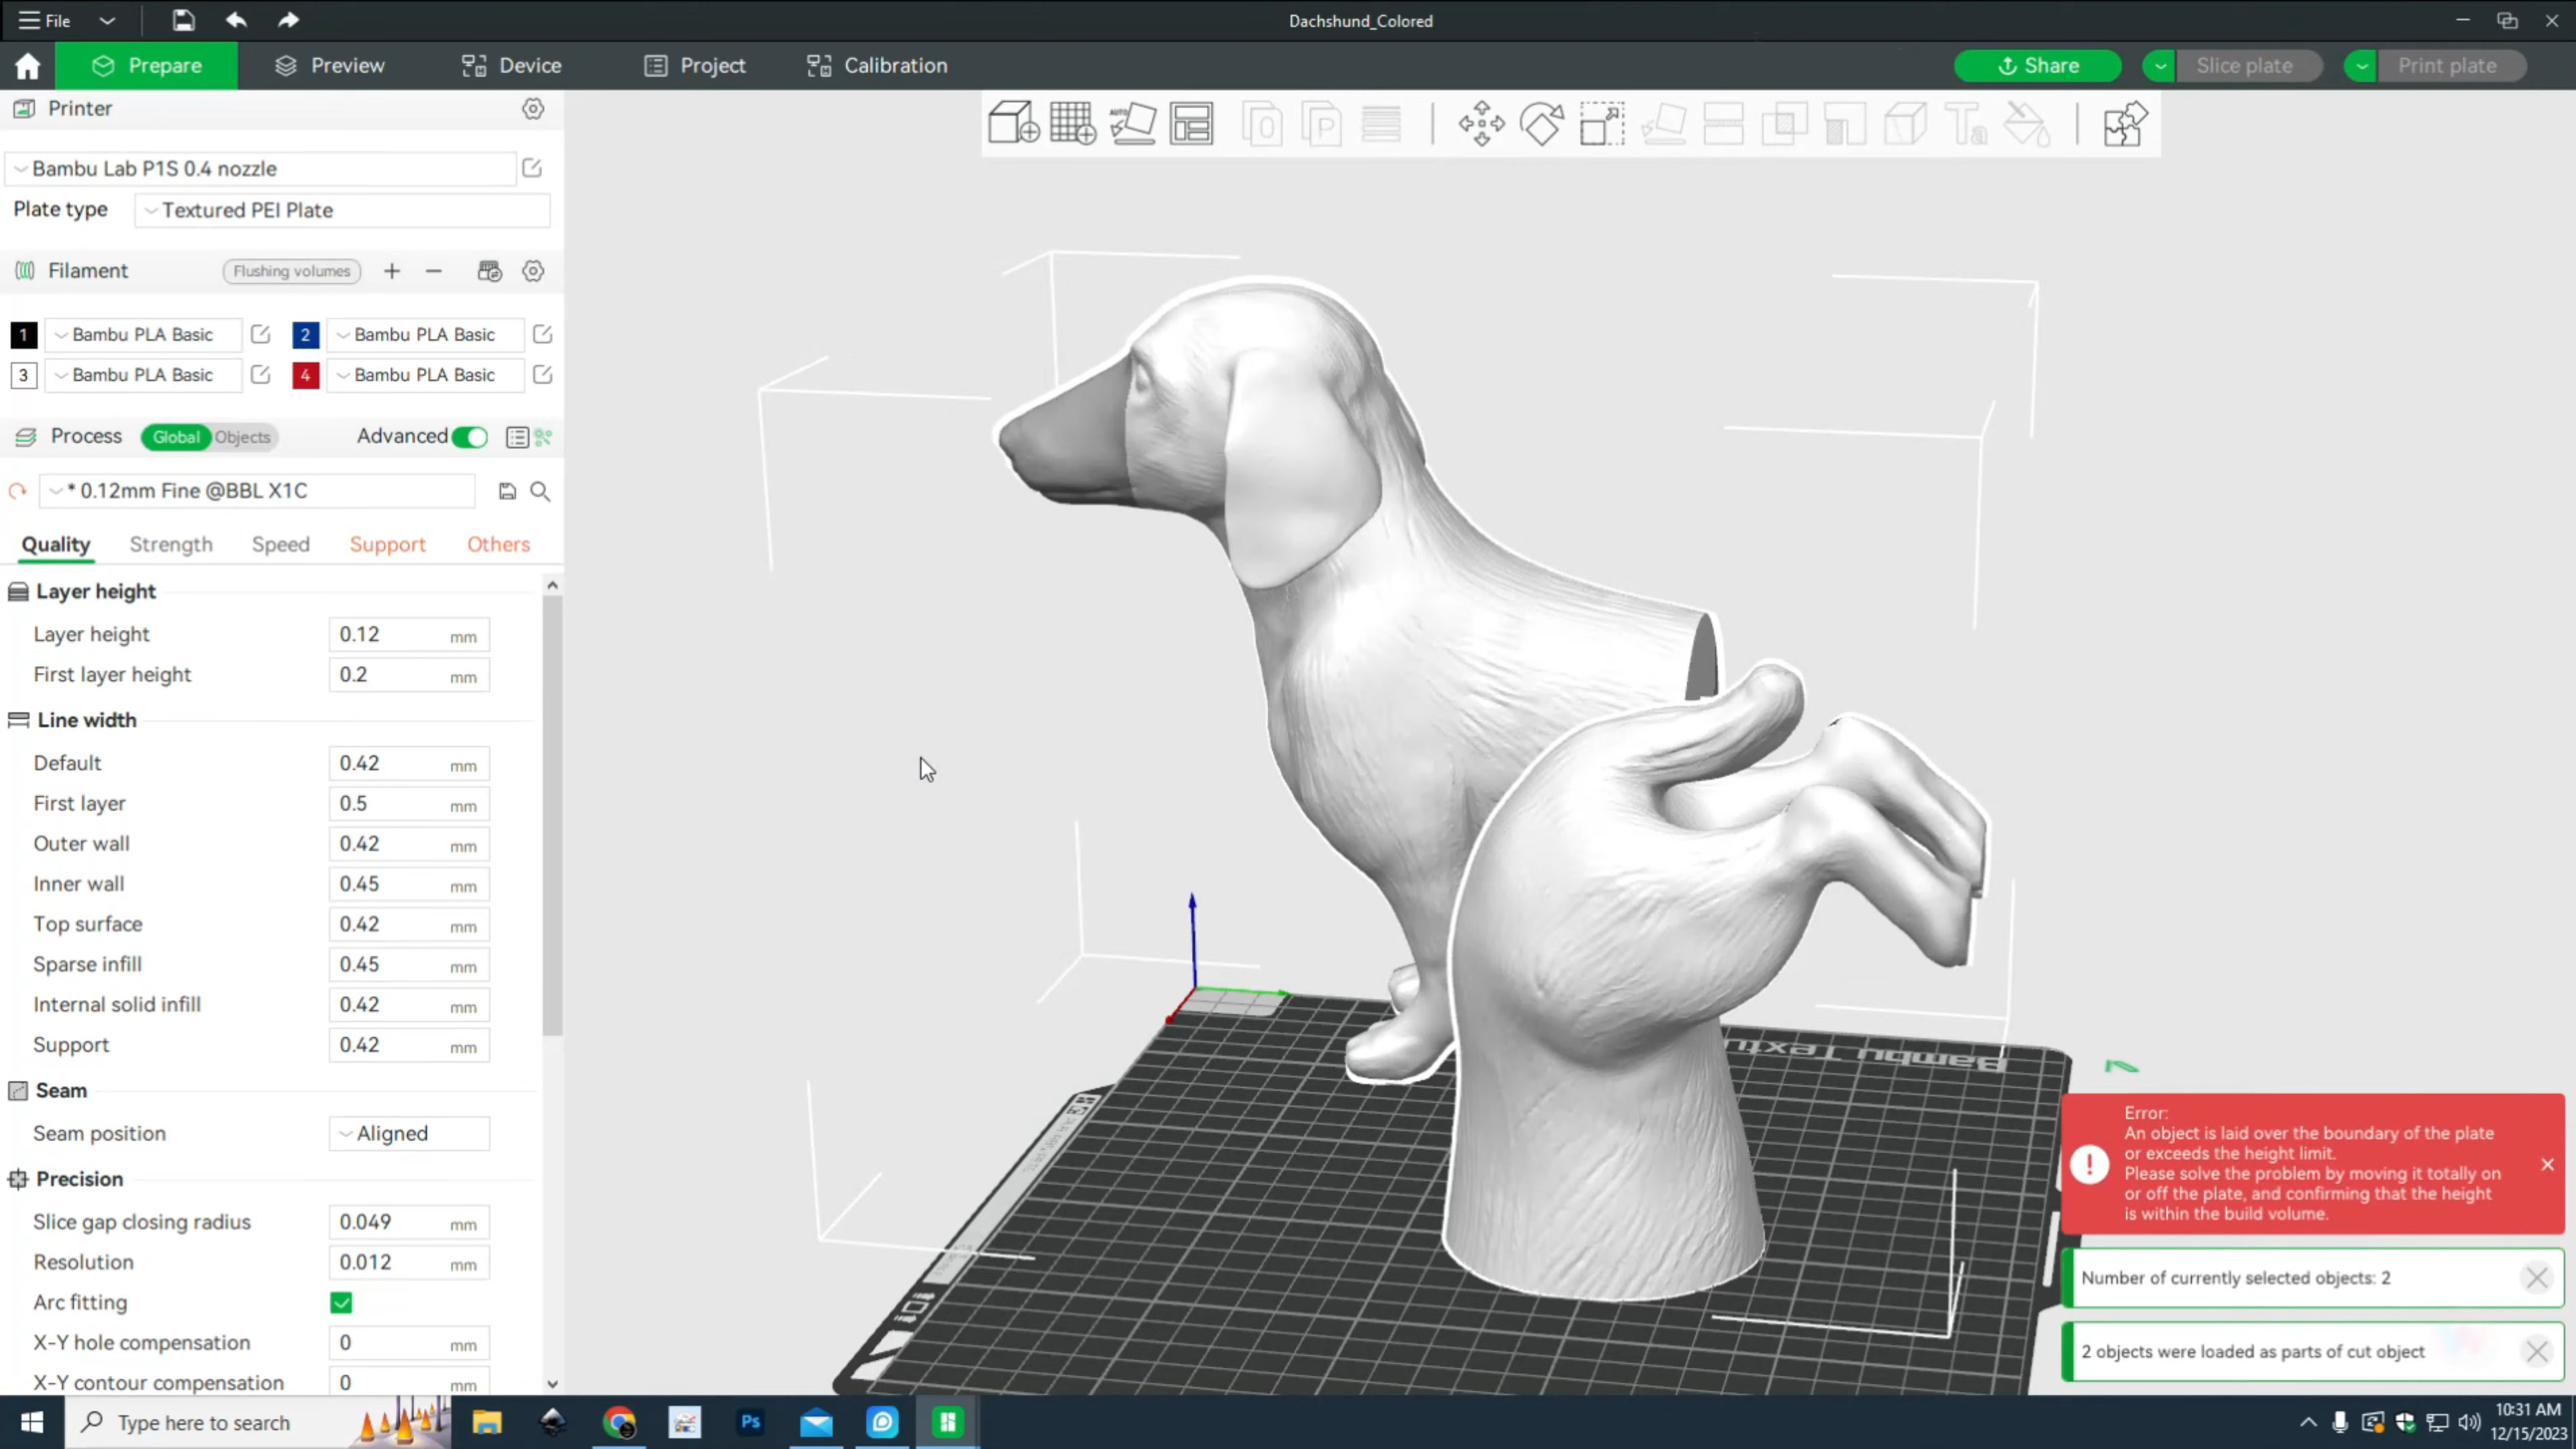 File
Dachshund_Colored
Prepare
Preview
Device
Project
Calibration
Share
Slice plate
Print plate
Printer
Bambu Lab P1S 0.4 nozzle
Plate type Textured PEI Plate
Filament Flushing volumes + −
1 Bambu PLA Basic 2 Bambu PLA Basic
3 Bambu PLA Basic 4 Bambu PLA Basic
Process Global Objects Advanced
* 0.12mm Fine @BBL X1C
Quality Strength Speed Support Others
Layer height
Layer height 0.12 mm
First layer height 0.2 mm
Line width
Default 0.42 mm
First layer 0.5 mm
Outer wall 0.42 mm
Inner wall 0.45 mm
Top surface 0.42 mm
Sparse infill 0.45 mm
Internal solid infill 0.42 mm
Support 0.42 mm
Seam
Seam position Aligned
Precision
Slice gap closing radius 0.049 mm
Resolution 0.012 mm
Arc fitting
X-Y hole compensation 0 mm
X-Y contour compensation 0 mm
AUTO
O
P
Ta
Bambu
Error:
An object is laid over the boundary of the plate
or exceeds the height limit.
Please solve the problem by moving it totally on
or off the plate, and confirming that the height
is within the build volume.
Number of currently selected objects: 2
2 objects were loaded as parts of cut object
Type here to search
Ps
10:31 AM
12/15/2023